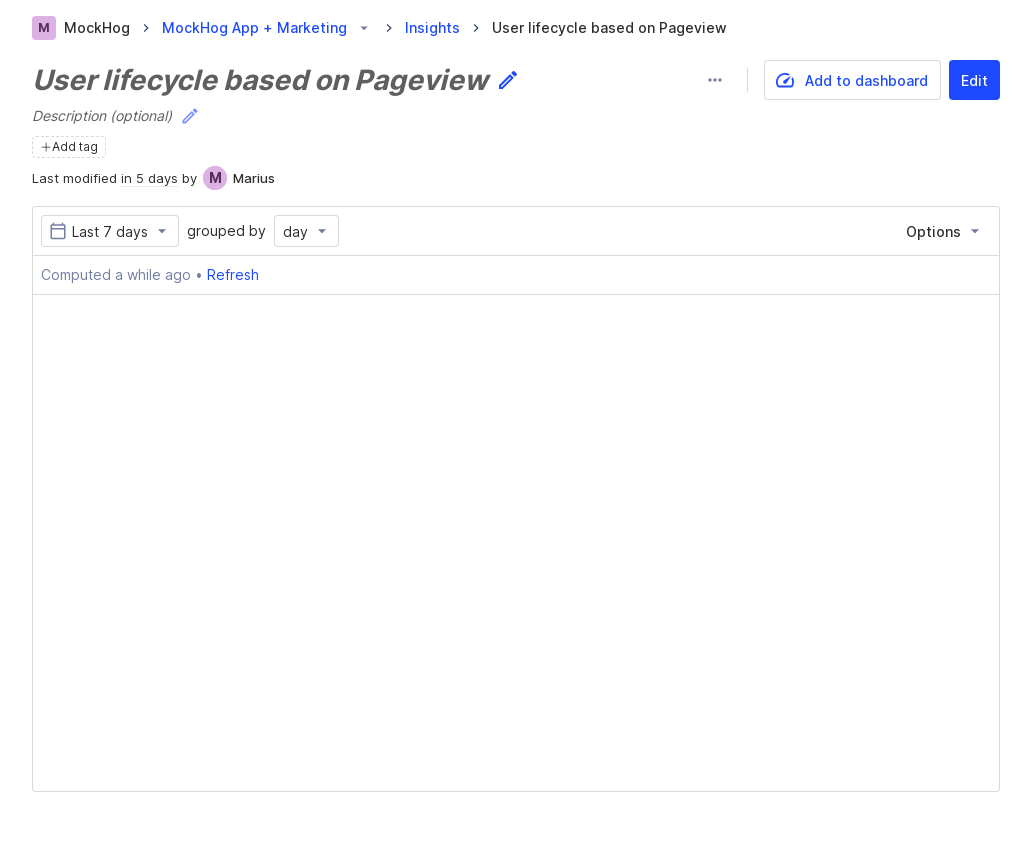 M MockHog MockHog App + Marketing Insights User lifecycle based on Pageview
User lifecycle based on Pageview
Add to dashboard Edit
Description (optional)
Add tag
Last modified in 5 days by M Marius
Last 7 days grouped by day Options
Computed a while ago • Refresh